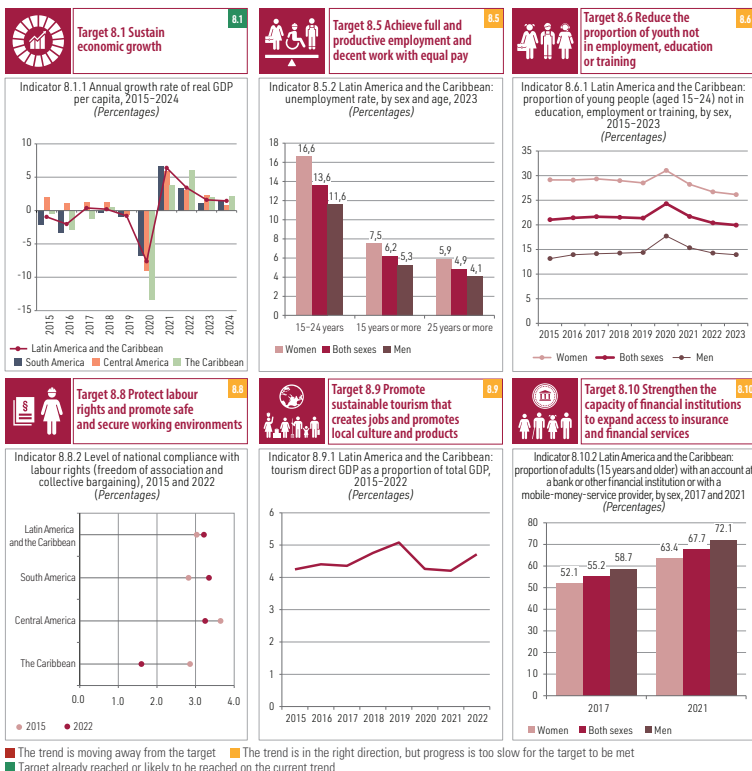 Target 8.1 Sustain
economic growth
8.1
Indicator 8.1.1 Annual growth rate of real GDP
per capita, 2015–2024
(Percentages)
10
5
0
-5
-10
-15
2015
2016
2017
2018
2019
2020
2021
2022
2023
2024
Latin America and the Caribbean
South America
Central America
The Caribbean
Target 8.5 Achieve full and
productive employment and
decent work with equal pay
8.5
Indicator 8.5.2 Latin America and the Caribbean:
unemployment rate, by sex and age, 2023
(Percentages)
18
16
14
12
10
8
6
4
2
0
16,6
13,6
11,6
7,5
6,2
5,3
5,9
4,9
4,1
15–24 years
15 years or more
25 years or more
Women
Both sexes
Men
Target 8.6 Reduce the
proportion of youth not
in employment, education
or training
8.6
Indicator 8.6.1 Latin America and the Caribbean:
proportion of young people (aged 15–24) not in
education, employment or training, by sex,
2015–2023
(Percentages)
35
30
25
20
15
10
5
0
2015 2016 2017 2018 2019 2020 2021 2022 2023
Women
Both sexes
Men
§
Target 8.8 Protect labour
rights and promote safe
and secure working environments
8.8
Indicator 8.8.2 Level of national compliance with
labour rights (freedom of association and
collective bargaining), 2015 and 2022
(Percentages)
Latin America
and the Caribbean
South America
Central America
The Caribbean
0.0 1.0 2.0 3.0 4.0
2015
2022
Target 8.9 Promote
sustainable tourism that
creates jobs and promotes
local culture and products
8.9
Indicator 8.9.1 Latin America and the Caribbean:
tourism direct GDP as a proportion of total GDP,
2015–2022
(Percentages)
6
5
4
3
2
1
0
2015 2016 2017 2018 2019 2020 2021 2022
Target 8.10 Strengthen the
capacity of financial institutions
to expand access to insurance
and financial services
8.10
Indicator 8.10.2 Latin America and the Caribbean:
proportion of adults (15 years and older) with an account at
a bank or other financial institution or with a
mobile-money-service provider, by sex, 2017 and 2021
(Percentages)
80
70
60
50
40
30
20
10
0
52.1
55.2
58.7
63.4
67.7
72.1
2017
2021
Women
Both sexes
Men
The trend is moving away from the target
The trend is in the right direction, but progress is too slow for the target to be met
Target already reached or likely to be reached on the current trend